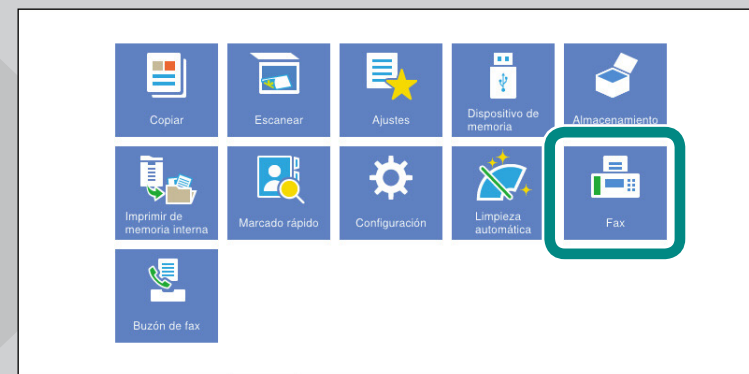 Copiar
Escanear
Ajustes
Dispositivo de
memoria
Almacenamiento
Imprimir de
memoria interna
Marcado rápido
Configuración
Limpieza
automática
Fax
Buzón de fax